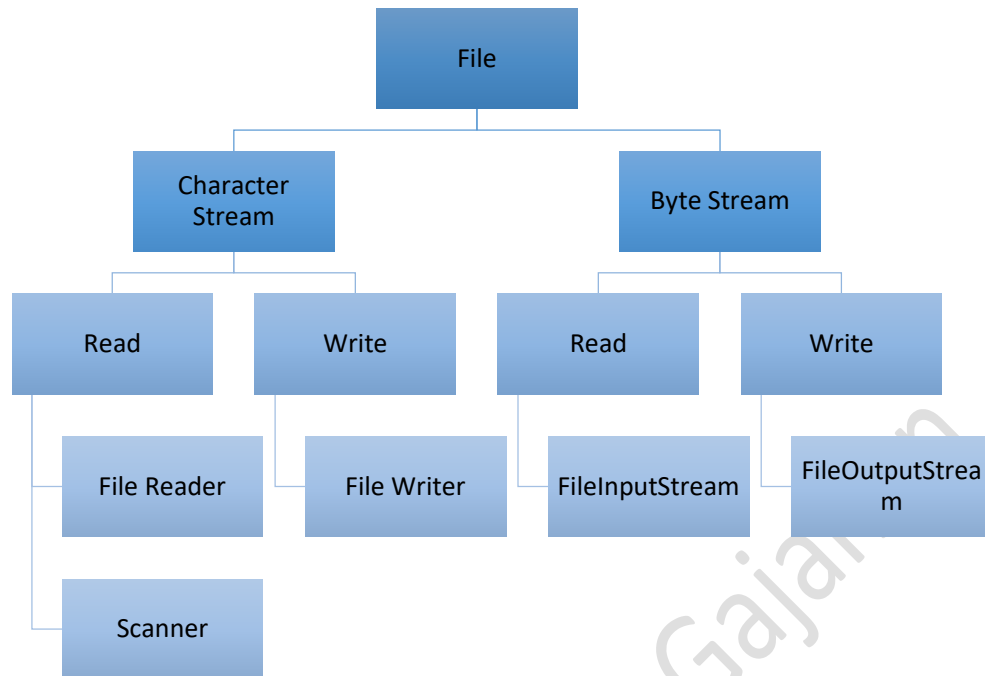 File
Character
Stream
Byte Stream
Read
Write
Read
Write
File Reader
File Writer
FileInputStream
FileOutputStrea
m
Scanner